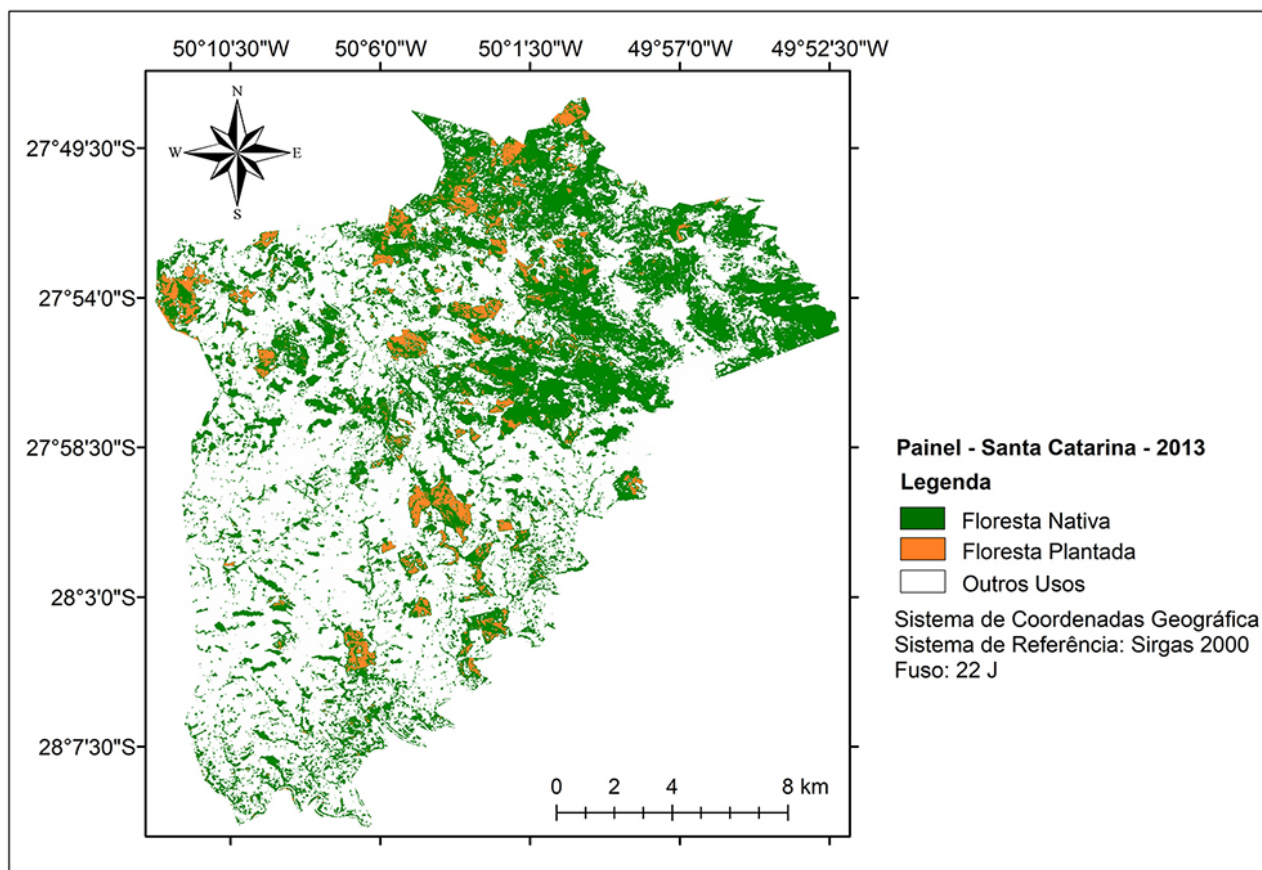 50°10'30"W 50°6'0"W 50°1'30"W 49°57'0"W 49°52'30"W
27°49'30"S
27°54'0"S
27°58'30"S
28°3'0"S
28°7'30"S
N
W E
S
0 2 4 8 km
Painel - Santa Catarina - 2013
Legenda
Floresta Nativa
Floresta Plantada
Outros Usos
Sistema de Coordenadas Geográfica
Sistema de Referência: Sirgas 2000
Fuso: 22 J